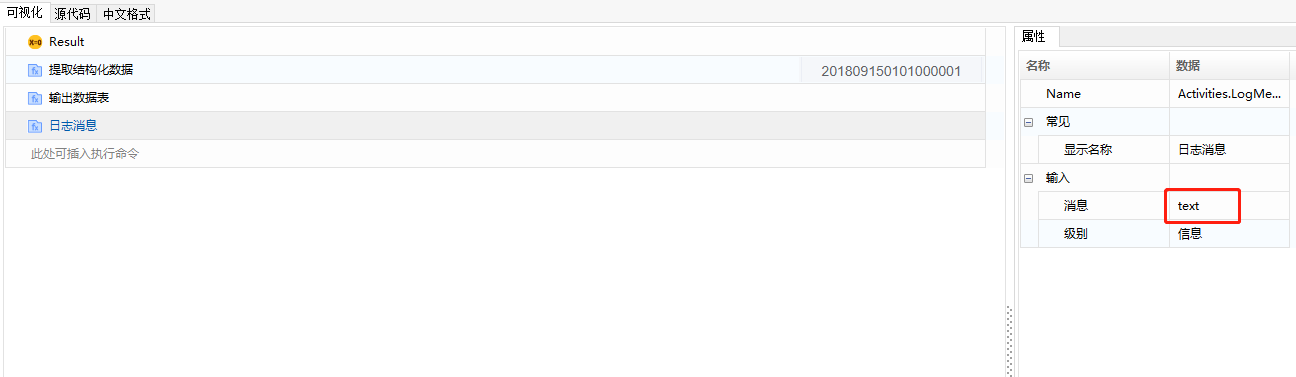 可视化 源代码 中文格式
x=0 Result
fx 提取结构化数据 201809150101000001
fx 输出数据表
fx 日志消息
此处可插入执行命令
属性
名称 数据
Name Activities.LogMe...
常见
显示名称 日志消息
输入
消息 text
级别 信息